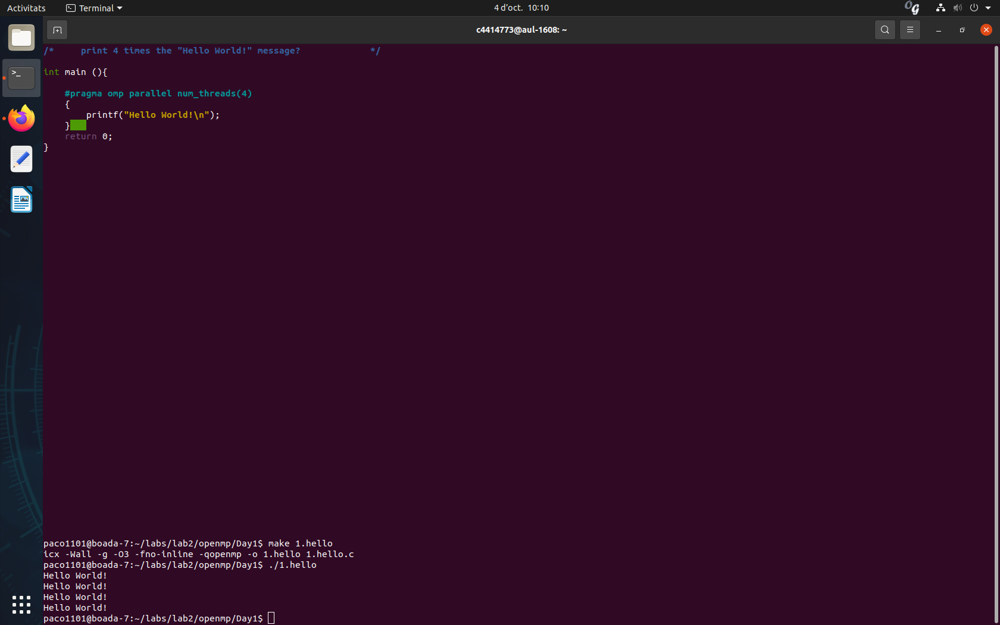 Activitats Terminal 4 d'oct. 10:10
c4414773@aul-1608: ~
/*     print 4 times the "Hello World!" message?             */
int main (){
    #pragma omp parallel num_threads(4)
    {
        printf("Hello World!\n");
    }
    return 0;
}
paco1101@boada-7:~/labs/lab2/openmp/Day1$ make 1.hello
icx -Wall -g -O3 -fno-inline -qopenmp -o 1.hello 1.hello.c
paco1101@boada-7:~/labs/lab2/openmp/Day1$ ./1.hello
Hello World!
Hello World!
Hello World!
Hello World!
paco1101@boada-7:~/labs/lab2/openmp/Day1$